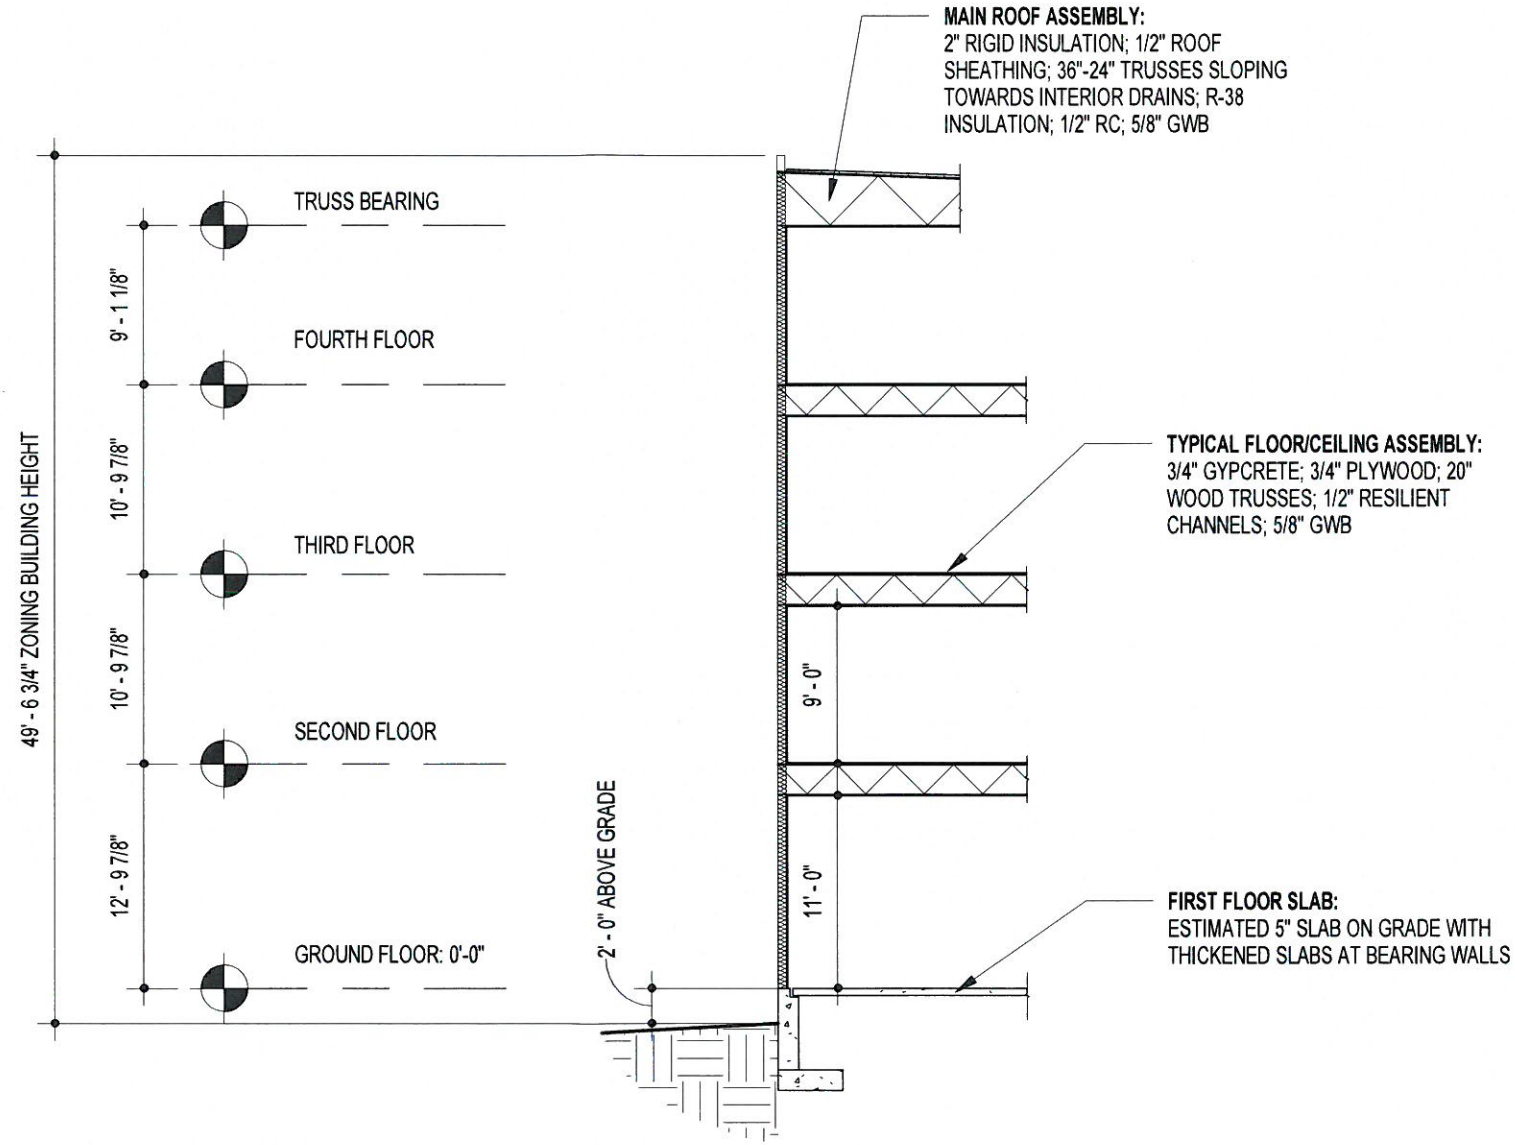 MAIN ROOF ASSEMBLY:
2" RIGID INSULATION; 1/2" ROOF
SHEATHING; 36"-24" TRUSSES SLOPING
TOWARDS INTERIOR DRAINS; R-38
INSULATION; 1/2" RC; 5/8" GWB
TRUSS BEARING
9' - 1 1/8"
FOURTH FLOOR
10' - 9 7/8"
49' - 6 3/4" ZONING BUILDING HEIGHT
TYPICAL FLOOR/CEILING ASSEMBLY:
3/4" GYPCRETE; 3/4" PLYWOOD; 20"
WOOD TRUSSES; 1/2" RESILIENT
CHANNELS; 5/8" GWB
THIRD FLOOR
10' - 9 7/8"
9' - 0"
SECOND FLOOR
12' - 9 7/8"
2' - 0" ABOVE GRADE
11' - 0"
FIRST FLOOR SLAB:
ESTIMATED 5" SLAB ON GRADE WITH
THICKENED SLABS AT BEARING WALLS
GROUND FLOOR: 0'-0"